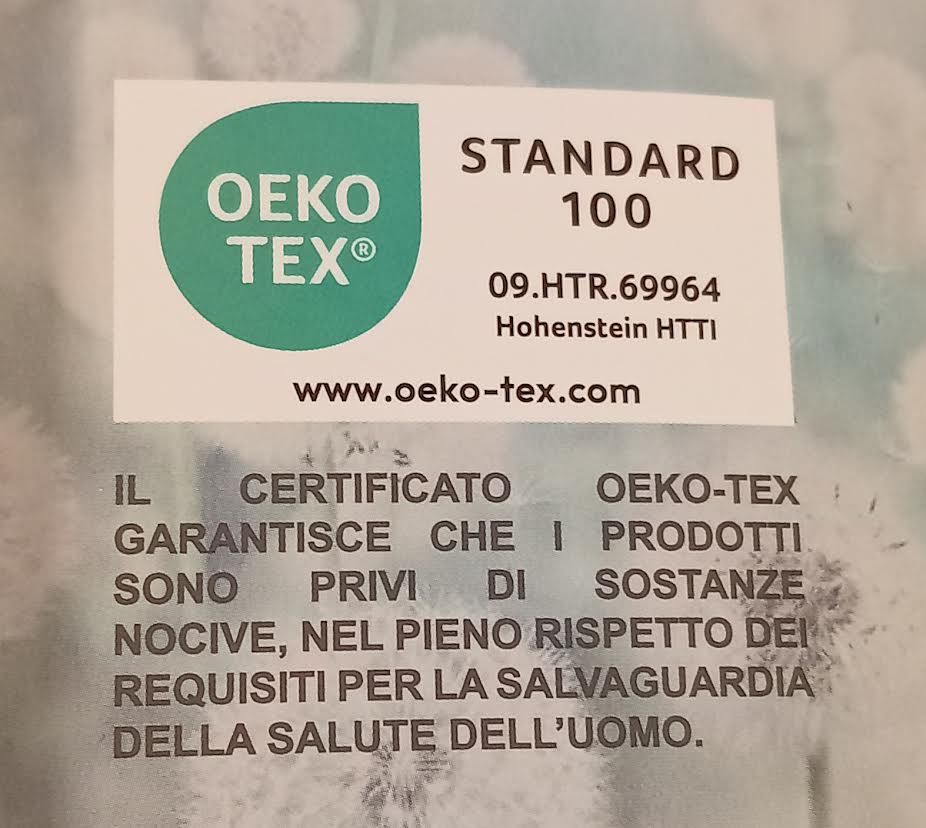 OEKO
TEX®
STANDARD
100
09.HTR.69964
Hohenstein HTTI
www.oeko-tex.com
IL CERTIFICATO OEKO-TEX
GARANTISCE CHE I PRODOTTI
SONO PRIVI DI SOSTANZE
NOCIVE, NEL PIENO RISPETTO DEI
REQUISITI PER LA SALVAGUARDIA
DELLA SALUTE DELL'UOMO.